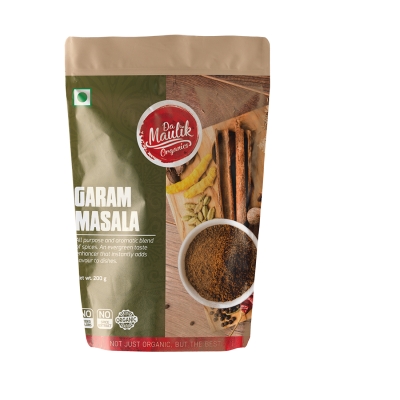 Da
Maulik
Organics
GARAM
MASALA
All purpose and aromatic blend
of spices. An evergreen taste
enhancer that instantly adds
flavour to dishes.
Net wt. 200 g
NO
NO
ORGANIC
NOT JUST ORGANIC, BUT THE BEST